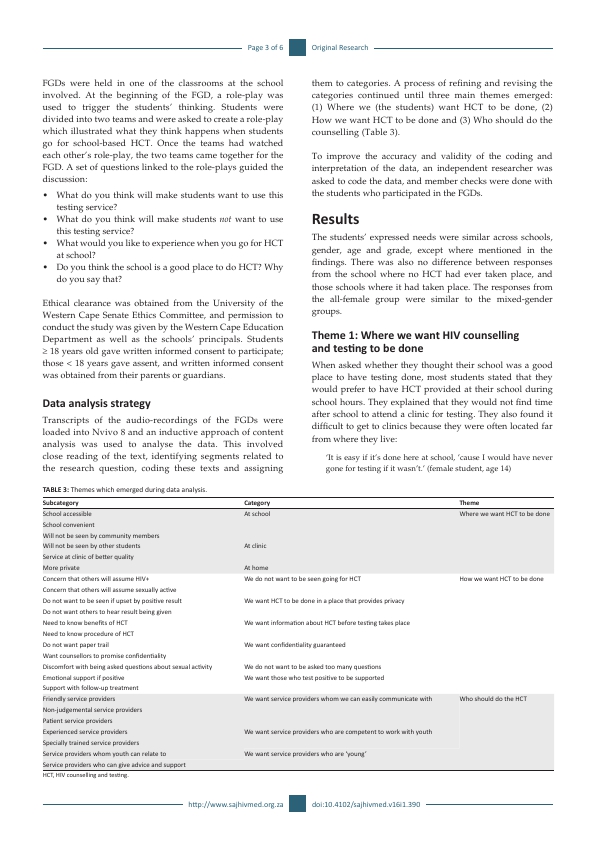 Page 3 of 6
Original Research
FGDs were held in one of the classrooms at the school
involved. At the beginning of the FGD, a role-play was
used to trigger the students' thinking. Students were
divided into two teams and were asked to create a role-play
which illustrated what they think happens when students
go for school-based HCT. Once the teams had watched
each other's role-play, the two teams came together for the
FGD. A set of questions linked to the role-plays guided the
discussion:
• What do you think will make students want to use this
testing service?
• What do you think will make students not want to use
this testing service?
• What would you like to experience when you go for HCT
at school?
• Do you think the school is a good place to do HCT? Why
do you say that?
Ethical clearance was obtained from the University of the
Western Cape Senate Ethics Committee, and permission to
conduct the study was given by the Western Cape Education
Department as well as the schools' principals. Students
≥ 18 years old gave written informed consent to participate;
those < 18 years gave assent, and written informed consent
was obtained from their parents or guardians.
Data analysis strategy
Transcripts of the audio-recordings of the FGDs were
loaded into Nvivo 8 and an inductive approach of content
analysis was used to analyse the data. This involved
close reading of the text, identifying segments related to
the research question, coding these texts and assigning
them to categories. A process of refining and revising the
categories continued until three main themes emerged:
(1) Where we (the students) want HCT to be done, (2)
How we want HCT to be done and (3) Who should do the
counselling (Table 3).
To improve the accuracy and validity of the coding and
interpretation of the data, an independent researcher was
asked to code the data, and member checks were done with
the students who participated in the FGDs.
Results
The students' expressed needs were similar across schools,
gender, age and grade, except where mentioned in the
findings. There was also no difference between responses
from the school where no HCT had ever taken place, and
those schools where it had taken place. The responses from
the all-female group were similar to the mixed-gender
groups.
Theme 1: Where we want HIV counselling
and testing to be done
When asked whether they thought their school was a good
place to have testing done, most students stated that they
would prefer to have HCT provided at their school during
school hours. They explained that they would not find time
after school to attend a clinic for testing. They also found it
difficult to get to clinics because they were often located far
from where they live:
'It is easy if it's done here at school, 'cause I would have never
gone for testing if it wasn't.' (female student, age 14)
TABLE 3: Themes which emerged during data analysis.
Subcategory Category Theme
School accessible At school Where we want HCT to be done
School convenient
Will not be seen by community members
Will not be seen by other students At clinic
Service at clinic of better quality
More private At home
Concern that others will assume HIV+ We do not want to be seen going for HCT How we want HCT to be done
Concern that others will assume sexually active
Do not want to be seen if upset by positive result We want HCT to be done in a place that provides privacy
Do not want others to hear result being given
Need to know benefits of HCT We want information about HCT before testing takes place
Need to know procedure of HCT
Do not want paper trail We want confidentiality guaranteed
Want counsellors to promise confidentiality
Discomfort with being asked questions about sexual activity We do not want to be asked too many questions
Emotional support if positive We want those who test positive to be supported
Support with follow-up treatment
Friendly service providers We want service providers whom we can easily communicate with Who should do the HCT
Non-judgemental service providers
Patient service providers
Experienced service providers We want service providers who are competent to work with youth
Specially trained service providers
Service providers whom youth can relate to We want service providers who are 'young'
Service providers who can give advice and support
HCT, HIV counselling and testing.
http://www.sajhivmed.org.za
doi:10.4102/sajhivmed.v16i1.390